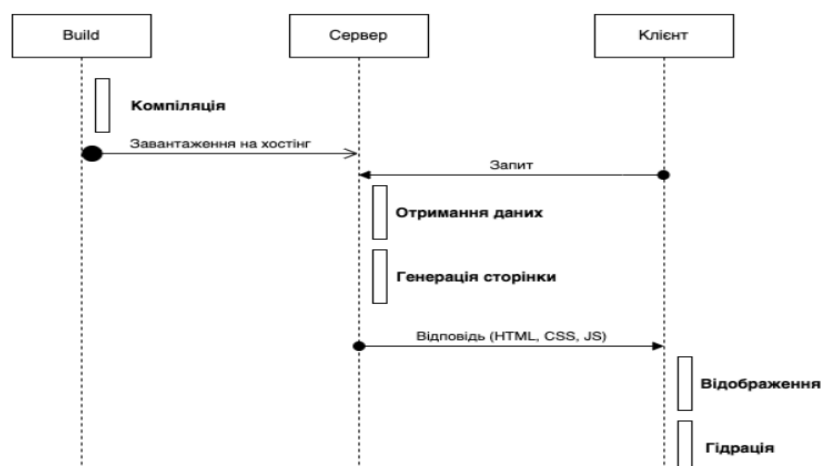 Build
Сервер
Клієнт
Компіляція
Завантаження на хостінг
Запит
Отримання даних
Генерація сторінки
Відповідь (HTML, CSS, JS)
Відображення
Гідрація